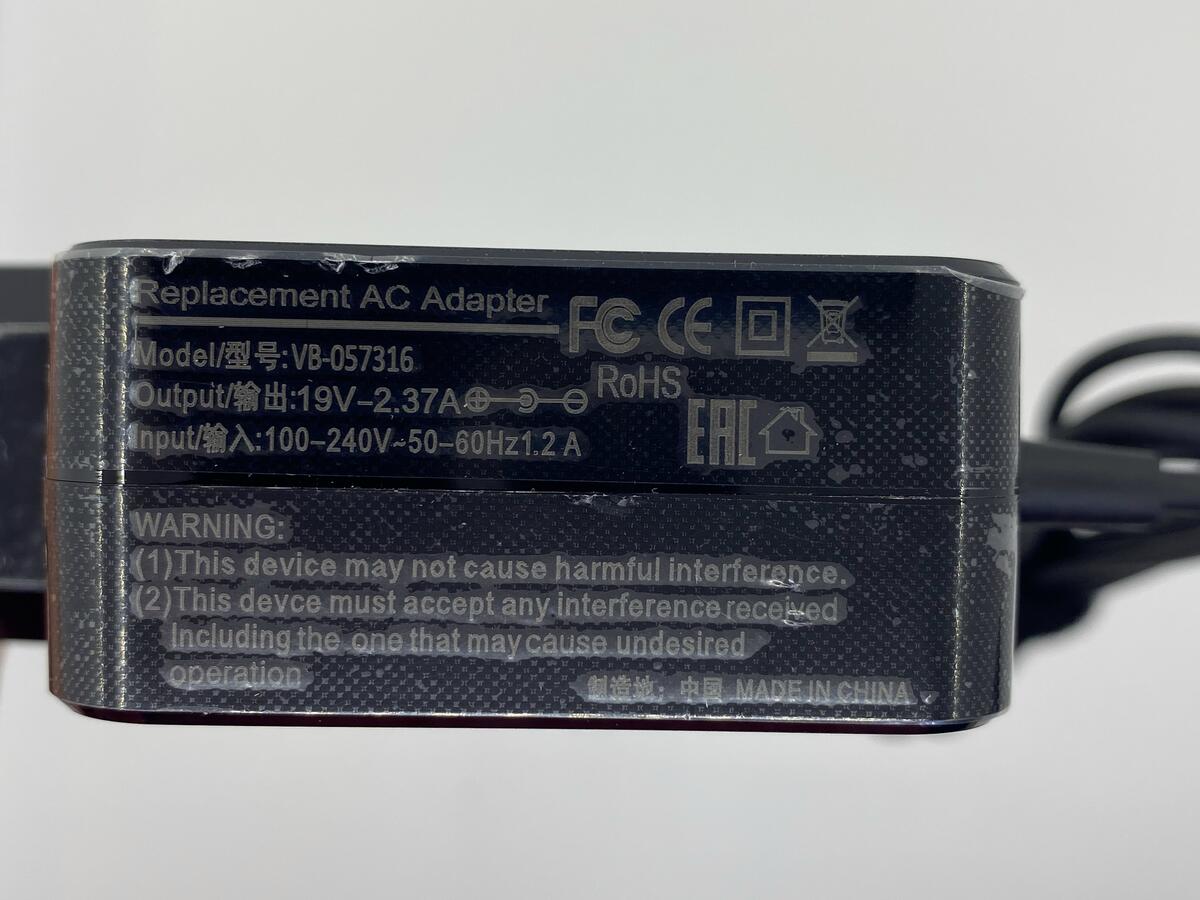 Replacement AC Adapter
FC CE
Model/型号:VB-057316
RoHS
Output/输出:19V–2.37A
EAC
Input/输入:100–240V~50–60Hz1.2 A
WARNING:
(1)This device may not cause harmful interference.
(2)This devce must accept any interference received
Including the one that may cause undesired
operation
制造地: 中國 MADE IN CHINA